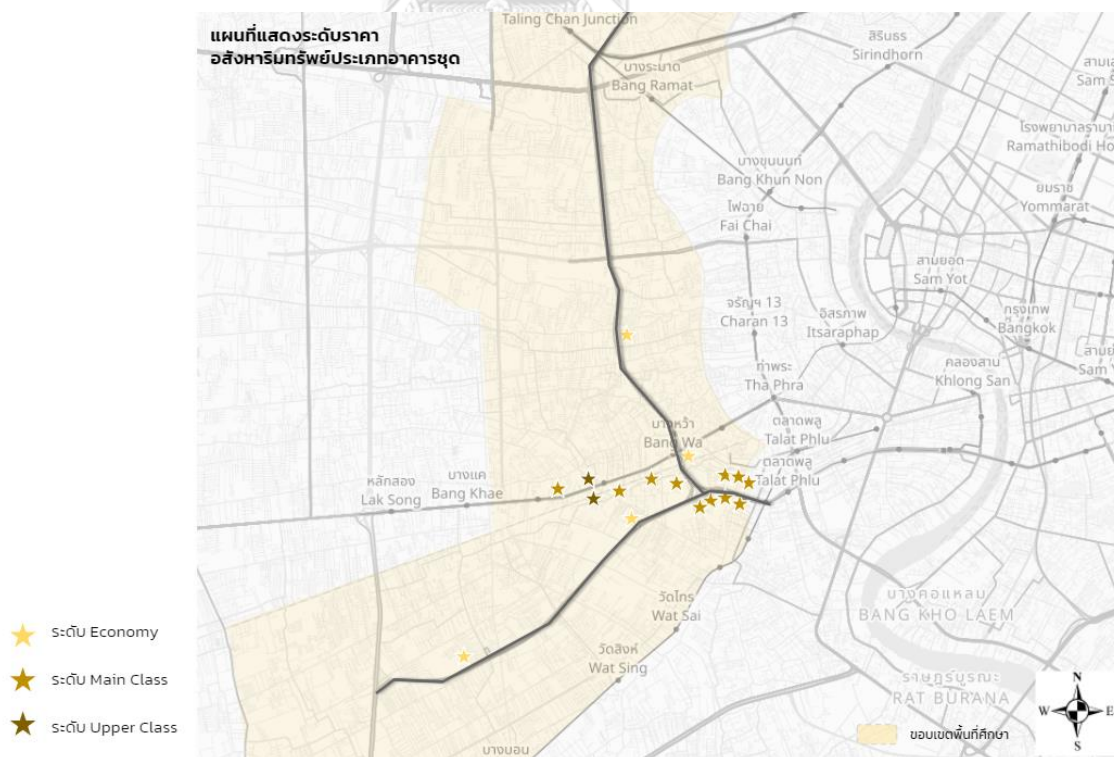 แผนที่แสดงระดับราคา
อสังหาริมทรัพย์ประเภทอาคารชุด
Taling Chan Junction
บางระมาด
Bang Ramat
สิรินธร
Sirindhorn
บางขุนนนท์
Bang Khun Non
ไฟฉาย
Fai Chai
ยมราช
Yommarat
สามยอด
Sam Yot
จรัญฯ 13
Charan 13
อิสรภาพ
Itsaraphap
กรุงเทพ
Bangkok
ท่าพระ
Tha Phra
คลองสาน
Khlong San
บางหว้า
Bang Wa
ตลาดพลู
Talat Phlu
ตลาดพลู
Talat Phlu
หลักสอง
Lak Song
บางแค
Bang Khae
วัดไทร
Wat Sai
บางคอแหลม
BANG KHO LAEM
วัดสิงห์
Wat Sing
ราษฎร์บูรณะ
RAT BURANA
บางบอน
ระดับ Economy
ระดับ Main Class
ระดับ Upper Class
ขอบเขตพื้นที่ศึกษา
N
W
E
S